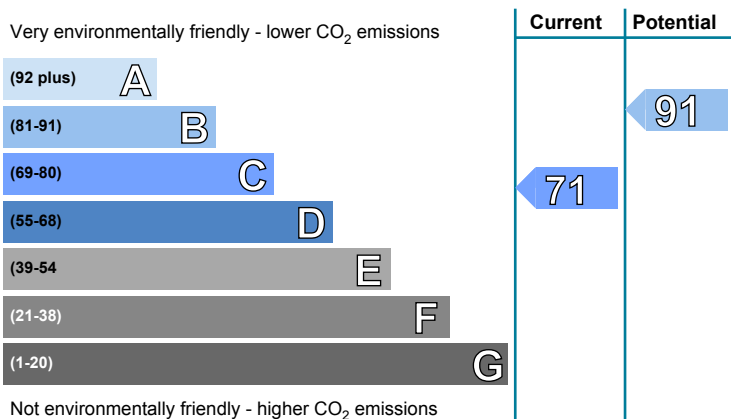 Current Potential
Very environmentally friendly - lower CO2 emissions
(92 plus) A
(81-91) B
91
(69-80) C
71
(55-68) D
(39-54 E
(21-38) F
(1-20) G
Not environmentally friendly - higher CO2 emissions